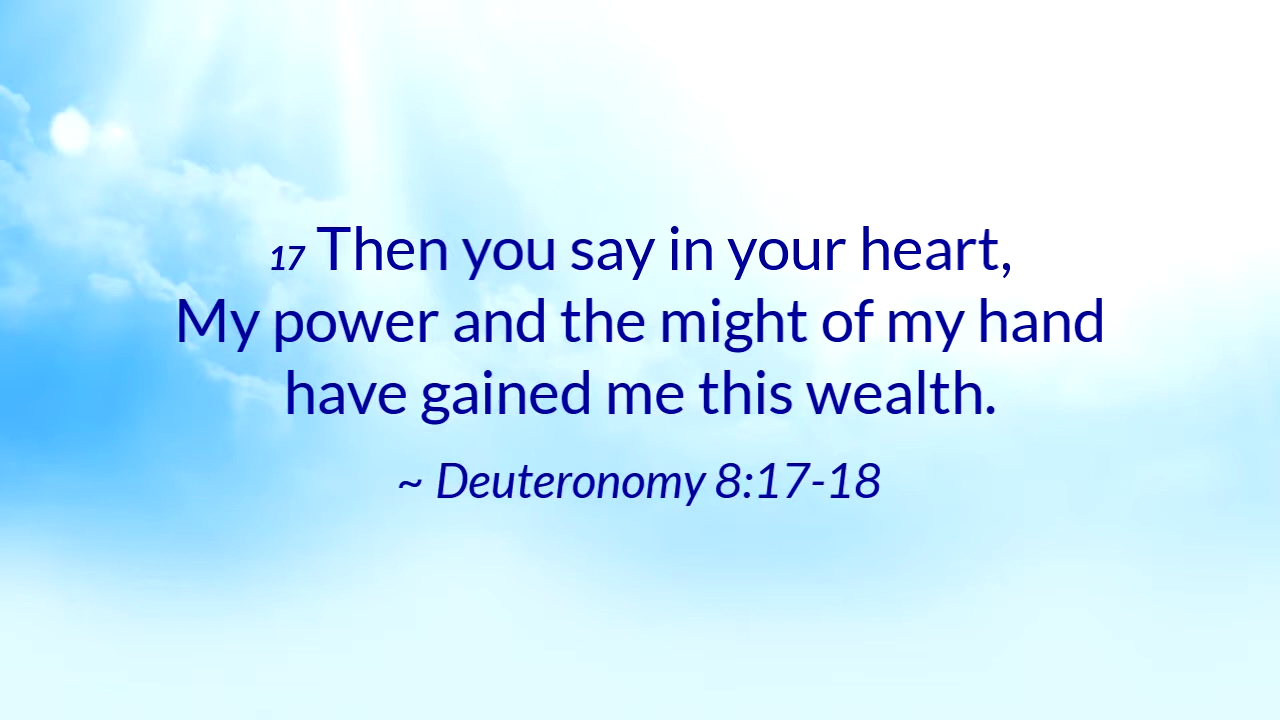 17 Then you say in your heart,
My power and the might of my hand
have gained me this wealth.
~ Deuteronomy 8:17-18